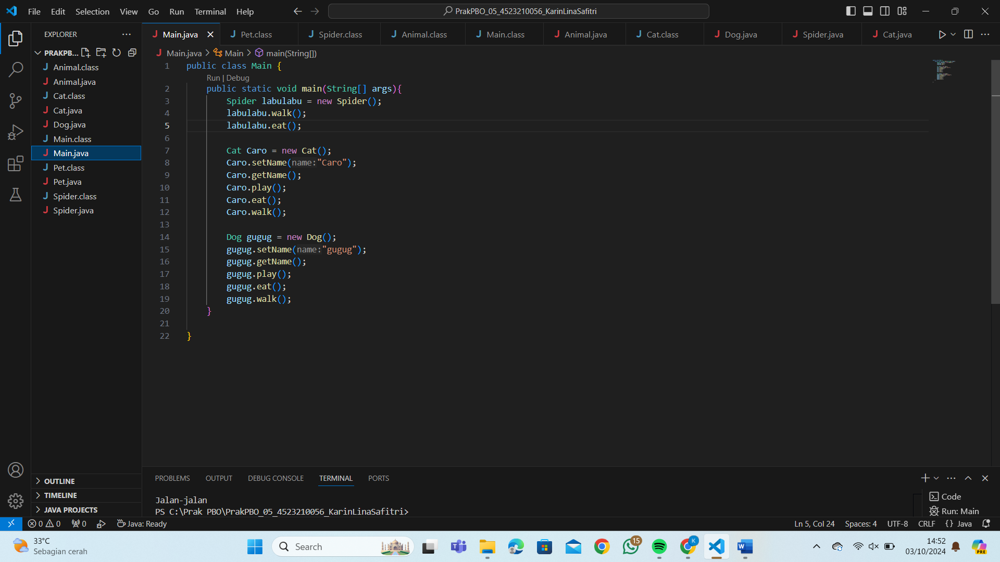 File Edit Selection View Go Run Terminal Help
PrakPBO_05_4523210056_KarinLinaSafitri
EXPLORER
PRAKPB...
Animal.class
Animal.java
Cat.class
Cat.java
Dog.java
Main.class
Main.java
Pet.class
Pet.java
Spider.class
Spider.java
OUTLINE
TIMELINE
JAVA PROJECTS
Main.java Pet.class Spider.class Animal.class Main.class Animal.java Cat.class Dog.java Spider.java Cat.java
Main.java > Main > main(String[])
1 public class Main {
Run | Debug
2 public static void main(String[] args){
3 Spider labulabu = new Spider();
4 labulabu.walk();
5 labulabu.eat();
6
7 Cat Caro = new Cat();
8 Caro.setName(name:"Caro");
9 Caro.getName();
10 Caro.play();
11 Caro.eat();
12 Caro.walk();
13
14 Dog gugug = new Dog();
15 gugug.setName(name:"gugug");
16 gugug.getName();
17 gugug.play();
18 gugug.eat();
19 gugug.walk();
20 }
21
22 }
PROBLEMS OUTPUT DEBUG CONSOLE TERMINAL PORTS
Jalan-jalan
PS C:\Prak PBO\PrakPBO_05_4523210056_KarinLinaSafitri>
Code
Run: Main
0 0 0 Java: Ready Ln 5, Col 24 Spaces: 4 UTF-8 CRLF {} Java
33°C
Sebagian cerah
Search
15
K
14:52
03/10/2024
PRE